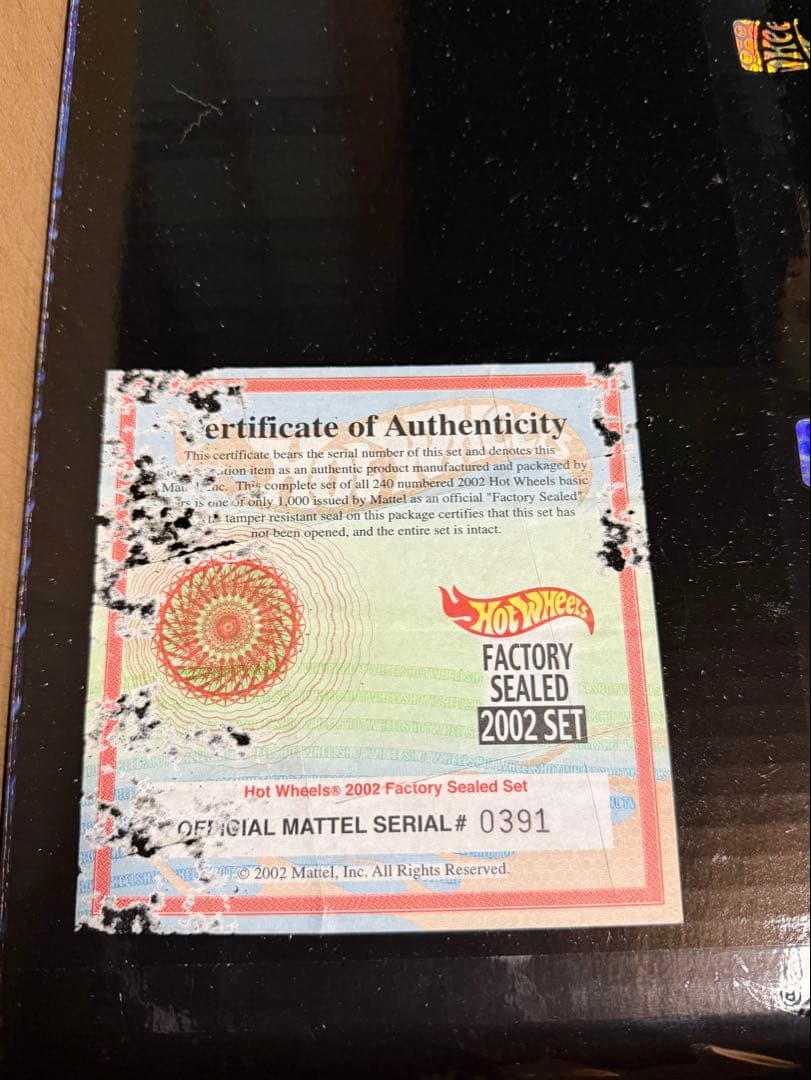 ertificate of Authenticity
This certificate bears the serial number of this set and denotes this
tion item as an authentic product manufactured and packaged by
Mat nc. This complete set of all 240 numbered 2002 Hot Wheels basic
rs is one of only 1,000 issued by Mattel as an official "Factory Sealed"
tamper resistant seal on this package certifies that this set has
not been opened, and the entire set is intact.
Hot Wheels
FACTORY
SEALED
2002 SET
Hot Wheels® 2002 Factory Sealed Set
OFFICIAL MATTEL SERIAL# 0391
© 2002 Mattel, Inc. All Rights Reserved.